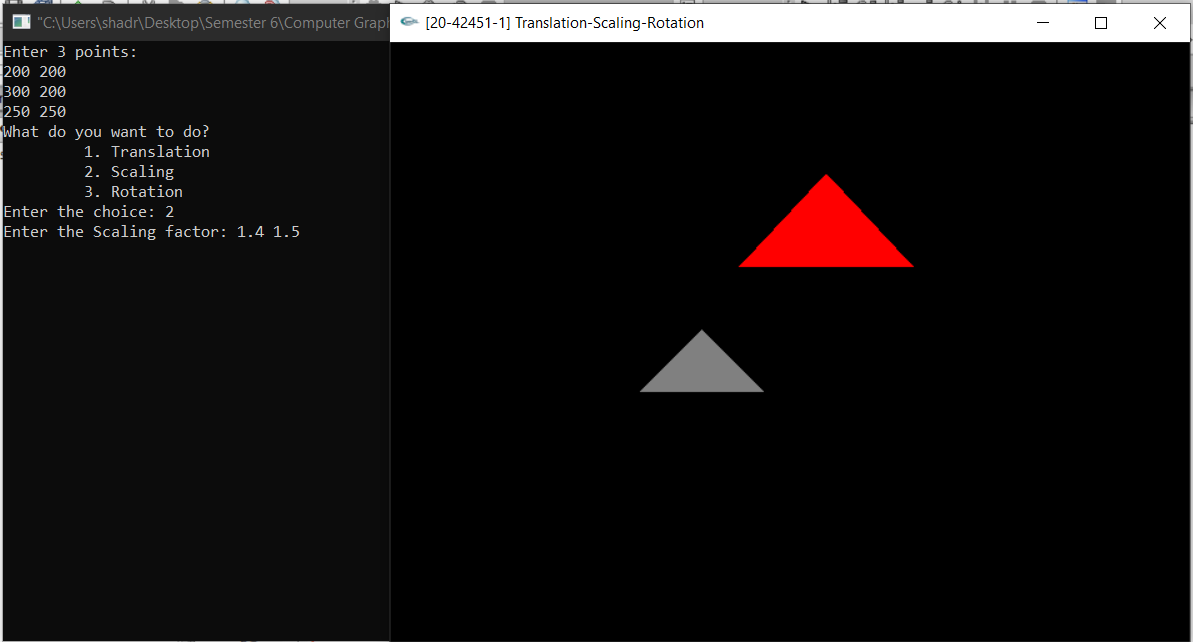 "C:\Users\shadr\Desktop\Semester 6\Computer Grap
[20-42451-1] Translation-Scaling-Rotation
Enter 3 points:
200 200
300 200
250 250
What do you want to do?
1. Translation
2. Scaling
3. Rotation
Enter the choice: 2
Enter the Scaling factor: 1.4 1.5